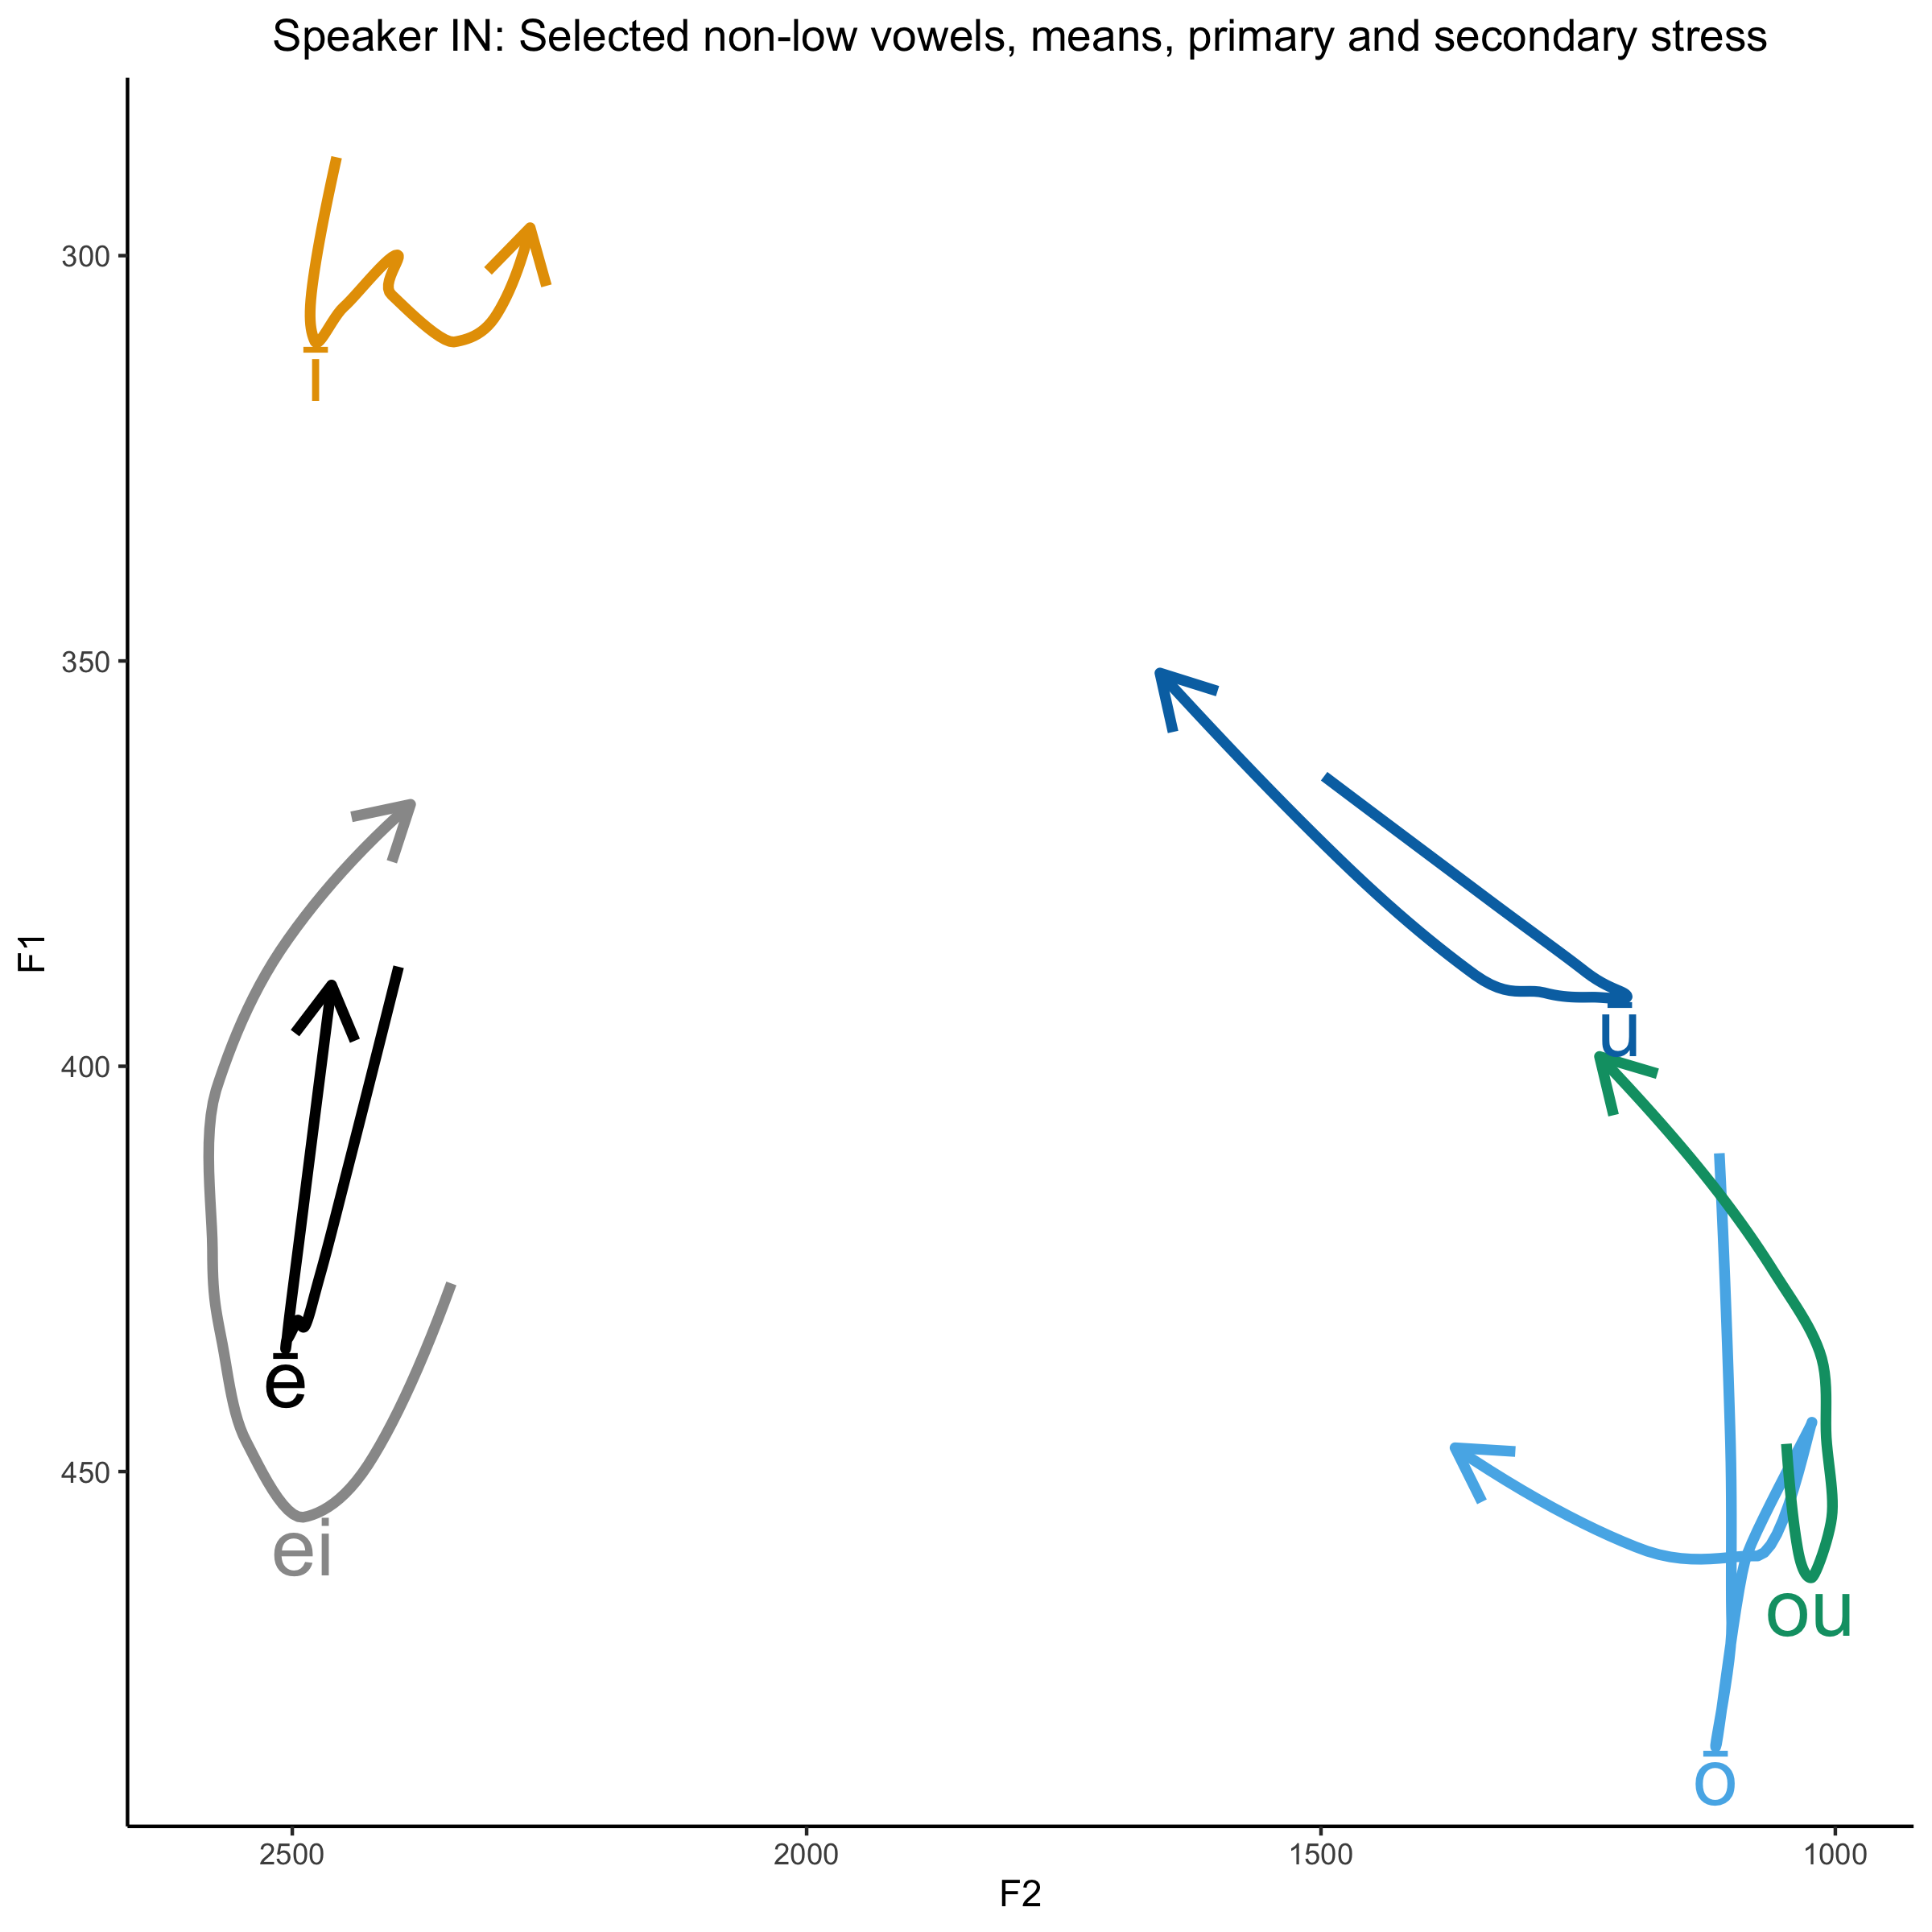 Speaker IN: Selected non-low vowels, means, primary and secondary stress
300
ī
350
F1
ū
400
ē
450
ei
ou
ō
2500 2000 1500 1000
F2